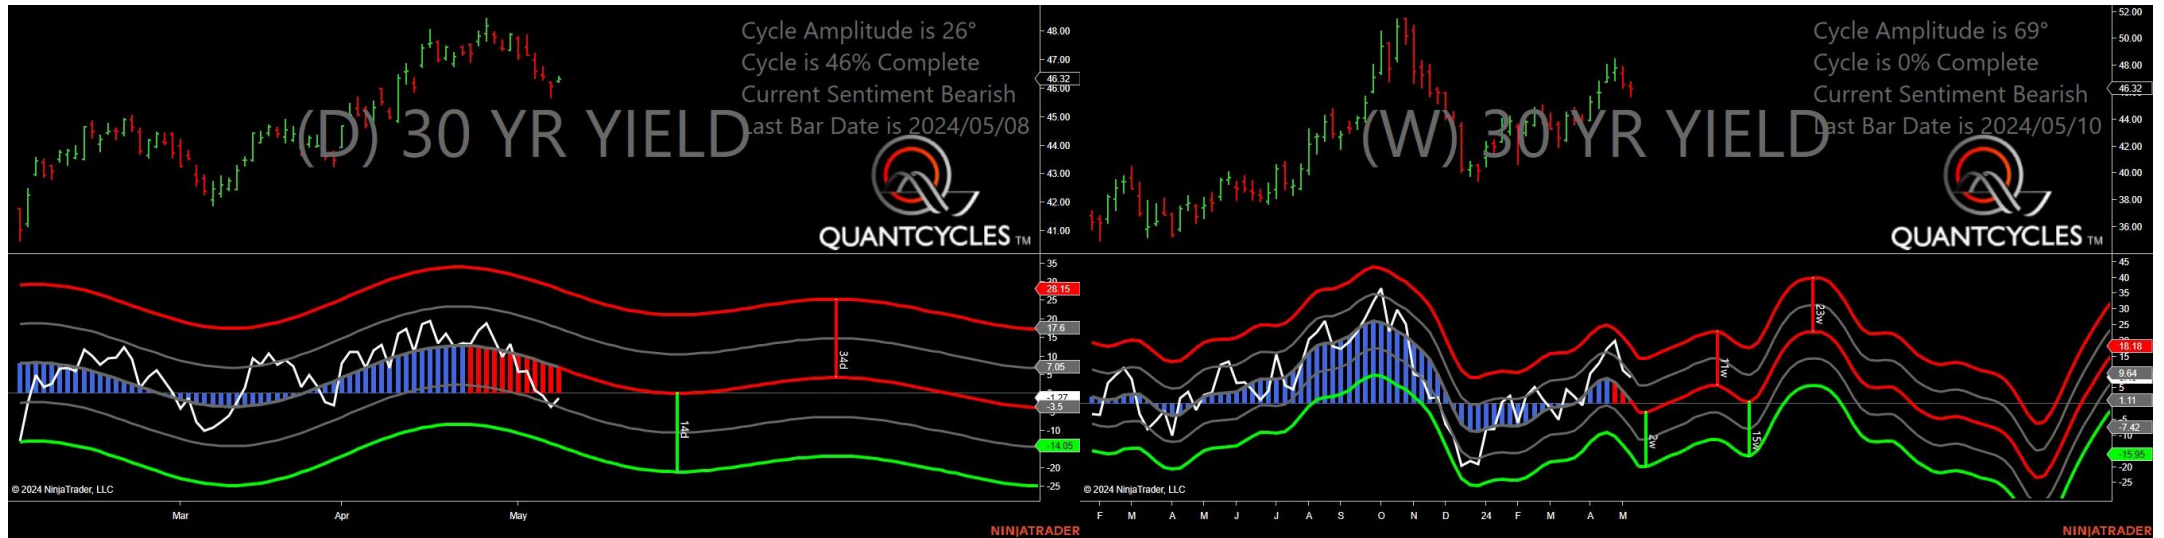 Cycle Amplitude is 26°
Cycle is 46% Complete
Current Sentiment Bearish
Last Bar Date is 2024/05/08
(D) 30 YR YIELD
QUANTCYCLES TM
48.00
47.00
46.32
46.00
45.00
44.00
43.00
42.00
41.00
35
28.15
25
20
17.6
15
10
7.05
5
-1.27
-3.5
-10
-14.05
-20
-25
34d
14d
© 2024 NinjaTrader, LLC
Mar Apr May
NINJATRADER
Cycle Amplitude is 69°
Cycle is 0% Complete
Current Sentiment Bearish
Last Bar Date is 2024/05/10
(W) 30 YR YIELD
QUANTCYCLES TM
52.00
50.00
48.00
46.32
44.00
42.00
40.00
38.00
36.00
45
40
35
30
25
18.18
15
9.64
5
1.11
-5
-7.42
-10
-15.95
-20
-25
23w
11w
2w
15w
© 2024 NinjaTrader, LLC
F M A M J J A S O N D 24 F M A M
NINJATRADER